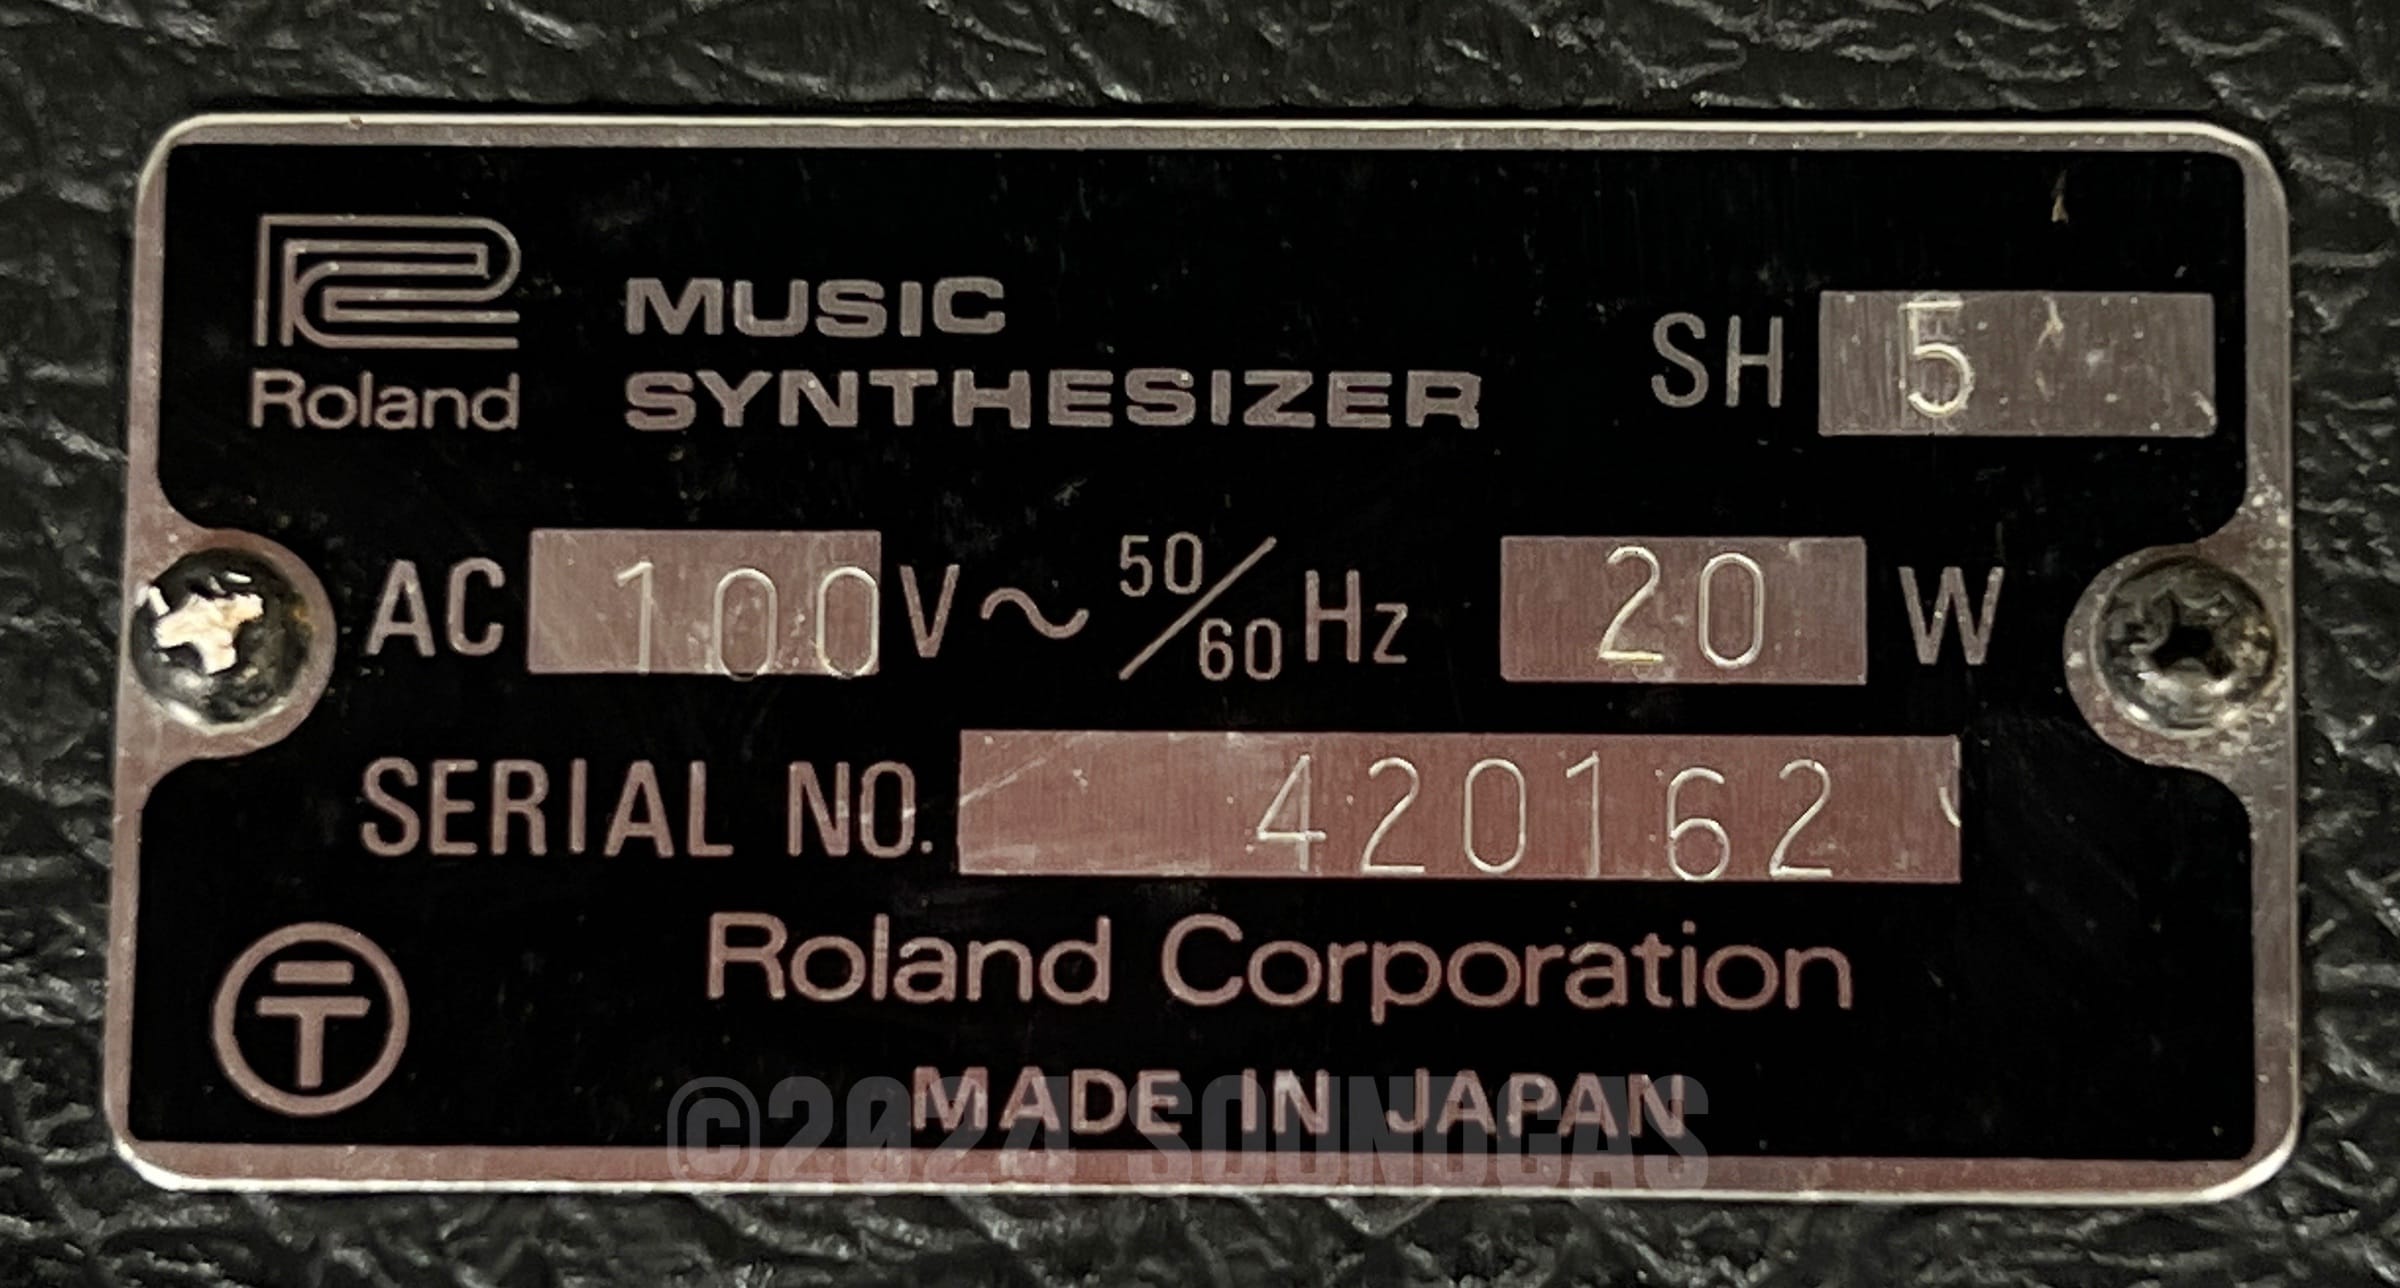 Roland
MUSIC
SYNTHESIZER
SH 5
AC 100 V ~ 50/60 Hz 20 W
SERIAL NO. 420162
Roland Corporation
MADE IN JAPAN
©2024 SOUNDGAS